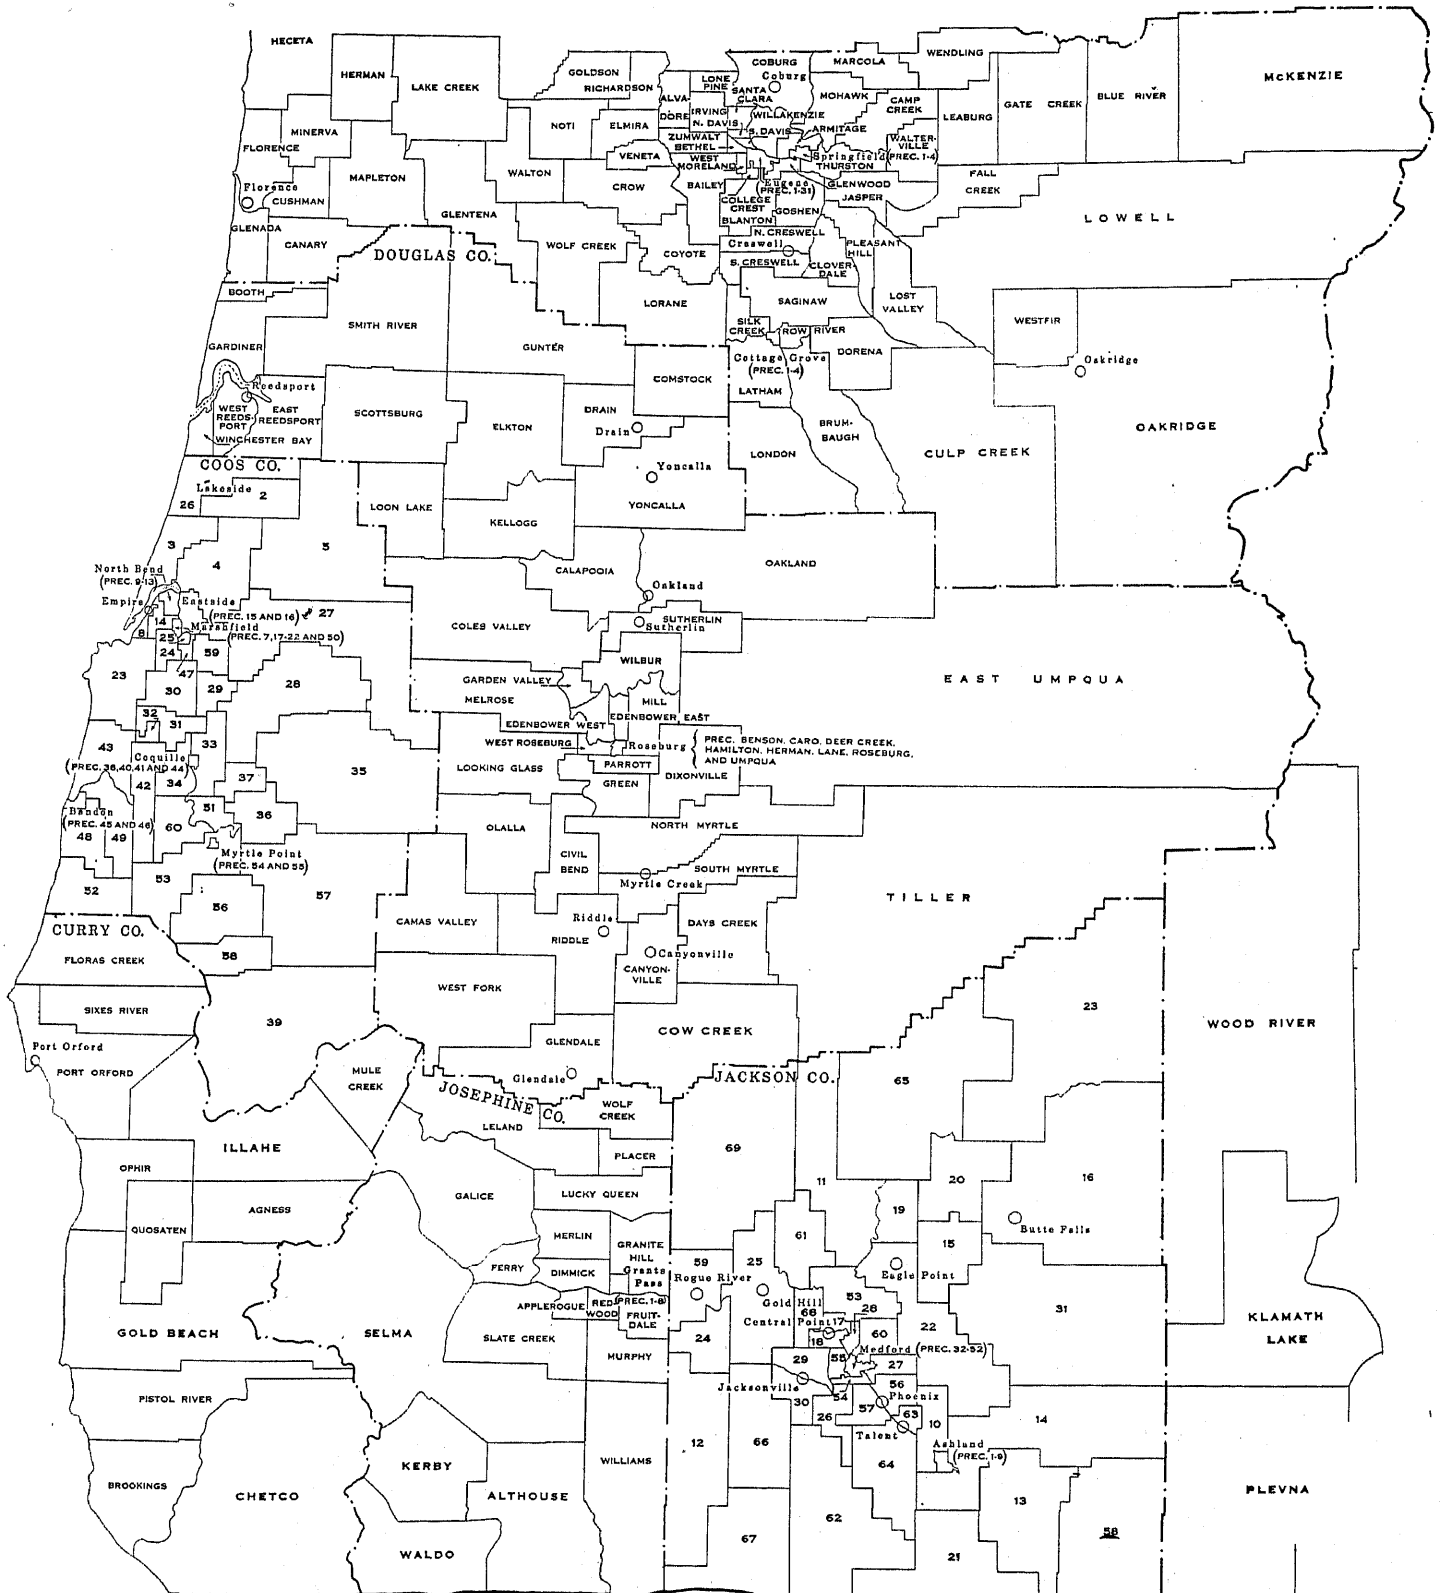 HECETA
HERMAN
LAKE CREEK
MINERVA
FLORENCE
Florence
CUSHMAN
MAPLETON
GLENADA
CANARY
GLENTENA
DOUGLAS CO.
GOLDSON
RICHARDSON
NOTI
ELMIRA
VENETA
WALTON
CROW
WOLF CREEK
COYOTE
LORANE
ALVA-
DORE
LONE
PINE
SANTA
CLARA
COBURG
Coburg
IRVING
N. DAVIS
S. DAVIS
WILLAKENZIE
ZUMWALT
BETHEL
WEST
MORELAND
BAILEY
Eugene
(PREC. 1-31)
COLLEGE
CREST
BLANTON
GOSHEN
N. CRESWELL
Creswell
S. CRESWELL
MARCOLA
WENDLING
MOHAWK
CAMP
CREEK
ARMITAGE
WALTER-
VILLE
Springfield (PREC. 1-4)
THURSTON
GLENWOOD
JASPER
LEABURG
GATE CREEK
BLUE RIVER
McKENZIE
FALL
CREEK
LOWELL
PLEASANT
HILL
CLOVER
DALE
SAGINAW
LOST
VALLEY
SILK
CREEK
ROW RIVER
DORENA
Cottage Grove
(PREC. 1-4)
LATHAM
WESTFIR
Oakridge
OAKRIDGE
BRUM-
BAUGH
LONDON
CULP CREEK
BOOTH
SMITH RIVER
GARDINER
GUNTER
COMSTOCK
Reedsport
WEST
REEDS-
PORT
EAST
REEDSPORT
WINCHESTER BAY
SCOTTSBURG
ELKTON
DRAIN
Drain
Yoncalla
YONCALLA
COOS CO.
Lakeside
2
26
LOON LAKE
KELLOGG
3
4
5
CALAPOOIA
OAKLAND
Oakland
North Bend
(PREC. 9-13)
Empire
Eastside
(PREC. 15 AND 16)
27
14
8
Marshfield
(PREC. 7,17-22 AND 50)
25
24
59
47
COLES VALLEY
SUTHERLIN
Sutherlin
WILBUR
23
30
29
28
GARDEN VALLEY
MELROSE
MILL
EDENBOWER EAST
EDENBOWER WEST
EAST UMPQUA
32
31
33
43
Coquille
(PREC. 38,40,41 AND 44)
42
34
37
35
WEST ROSEBURG
Roseburg
PREC. BENSON, CARO, DEER CREEK,
HAMILTON, HERMAN, LANE, ROSEBURG,
AND UMPQUA
LOOKING GLASS
PARROTT
GREEN
DIXONVILLE
Bandon
(PREC. 45 AND 46)
48
49
60
51
36
OLALLA
NORTH MYRTLE
Myrtle Point
(PREC. 54 AND 55)
CIVIL
BEND
SOUTH MYRTLE
Myrtle Creek
52
53
56
57
TILLER
CAMAS VALLEY
Riddle
RIDDLE
DAYS CREEK
CURRY CO.
FLORAS CREEK
58
Canyonville
CANYON-
VILLE
WEST FORK
SIXES RIVER
39
23
WOOD RIVER
COW CREEK
GLENDALE
Port Orford
PORT ORFORD
MULE
CREEK
Glendale
JACKSON CO.
65
JOSEPHINE CO.
WOLF
CREEK
LELAND
ILLAHE
PLACER
69
OPHIR
GALICE
LUCKY QUEEN
11
20
16
AGNESS
19
QUOSATEN
MERLIN
GRANITE
HILL
Butte Falls
61
15
FERRY
DIMMICK
Grants
Pass
59
25
Eagle Point
Rogue River
APPLE
ROGUE
RED-
WOOD
(PREC. 1-8)
FRUIT-
DALE
Gold Hill
53
68
28
31
KLAMATH
LAKE
GOLD BEACH
SELMA
SLATE CREEK
24
Central Point
17
18
60
22
MURPHY
29
55
Medford (PREC. 32-52)
27
PISTOL RIVER
Jacksonville
56
54
Phoenix
30
26
57
63
10
14
Talent
BROOKINGS
CHETCO
KERBY
ALTHOUSE
WILLIAMS
12
66
Ashland
(PREC. 1-9)
64
13
PLEVNA
WALDO
67
62
58
21